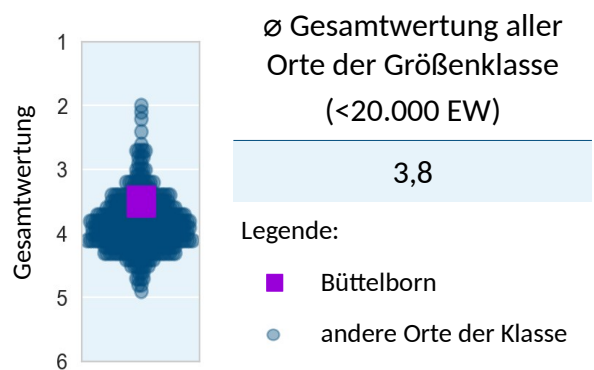 Gesamtwertung
1
2
3
4
5
6
⌀ Gesamtwertung aller
Orte der Größenklasse
(<20.000 EW)
3,8
Legende:
Büttelborn
andere Orte der Klasse